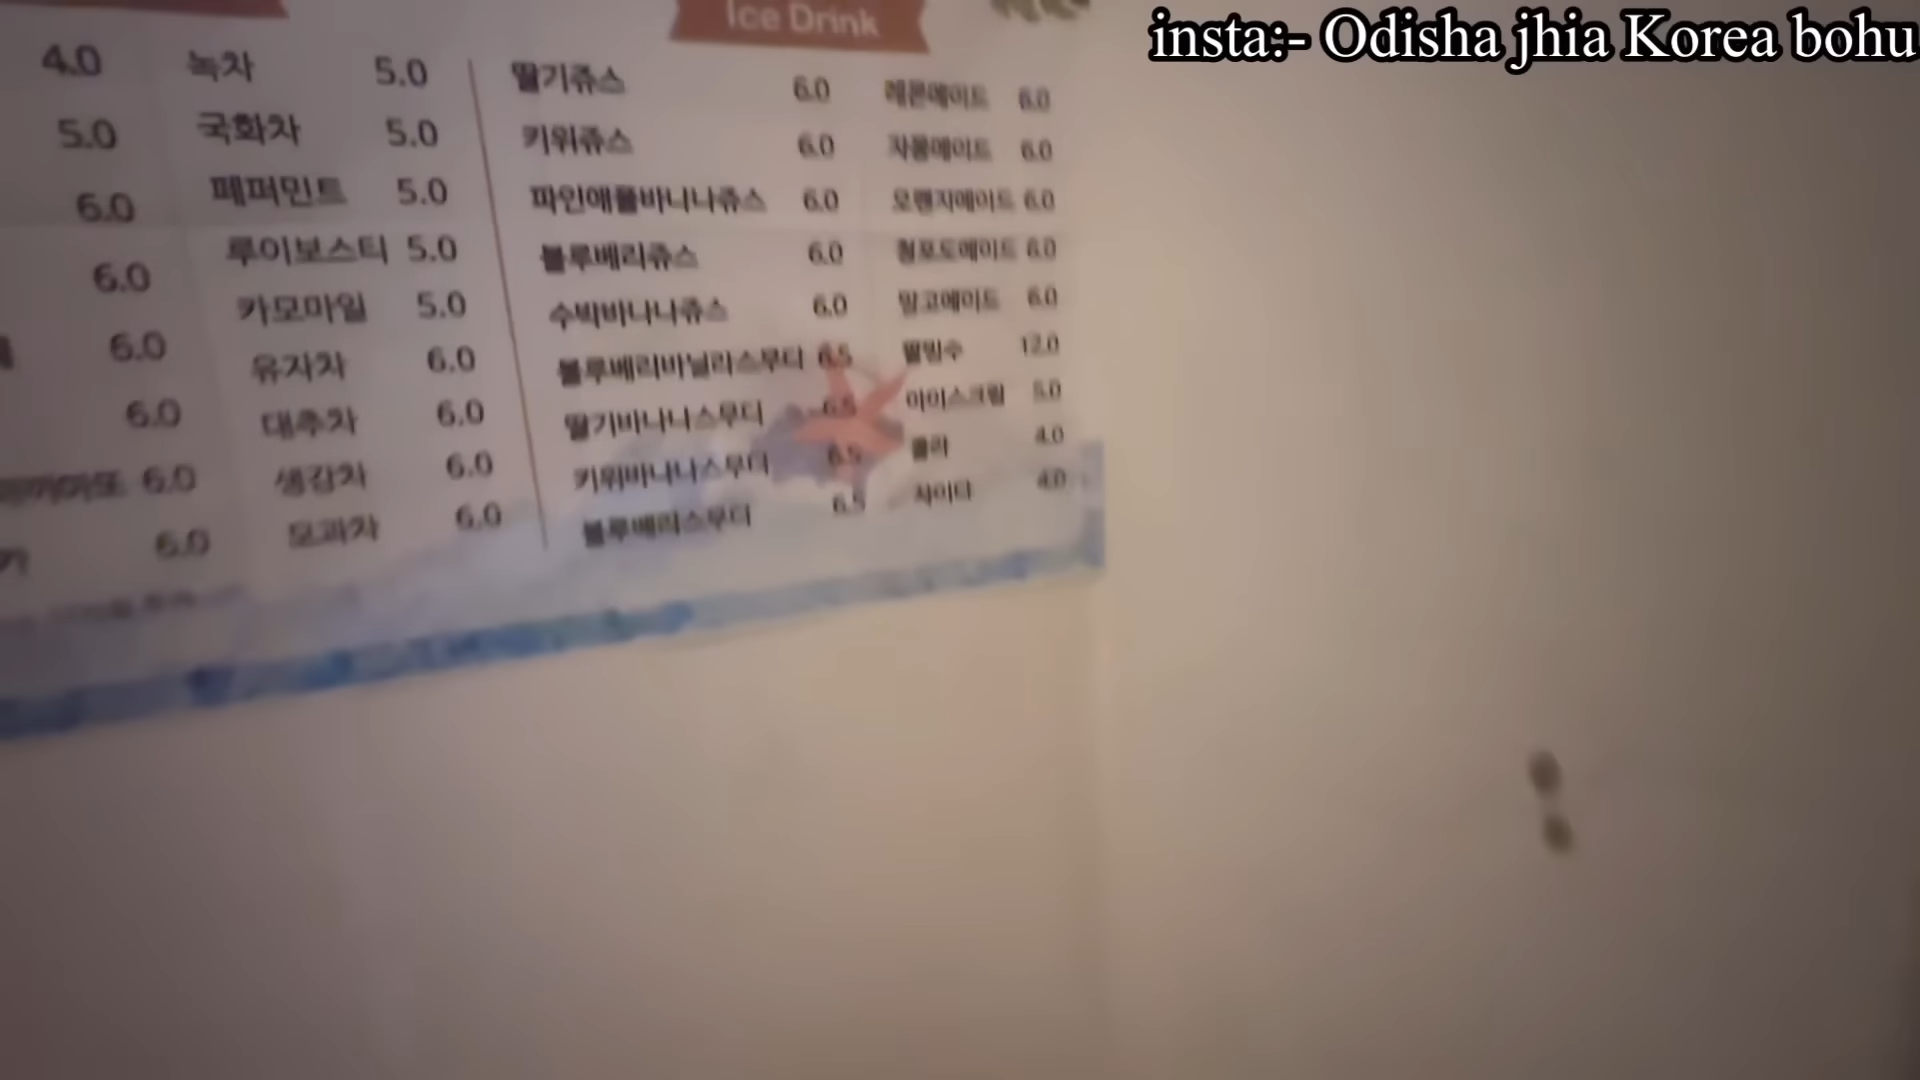 insta:- Odisha jhia Korea bohu
Ice Drink
4.0
5.0
6.0
6.0
6.0
6.0
6.0
6.0
녹차 5.0
국화차 5.0
페퍼민트 5.0
루이보스티 5.0
카모마일 5.0
유자차 6.0
대추차 6.0
생강차 6.0
모과차 6.0
딸기쥬스 6.0
키위쥬스 6.0
파인애플바나나쥬스 6.0
블루베리쥬스 6.0
수박바나나쥬스 6.0
블루베리바닐라스무디 6.5
딸기바나나스무디 6.5
키위바나나스무디 6.5
블루베리스무디 6.5
레몬에이드 6.0
자몽에이드 6.0
오렌지에이드 6.0
청포도에이드 6.0
망고에이드 6.0
팥빙수 12.0
아이스크림 5.0
콜라 4.0
사이다 4.0